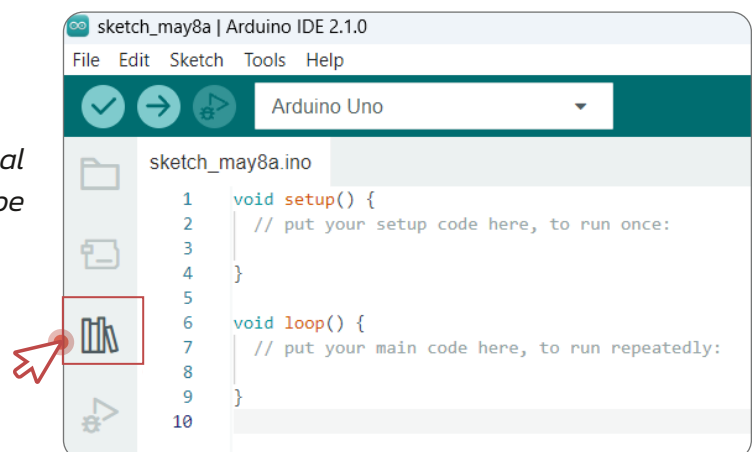 sketch_may8a | Arduino IDE 2.1.0
File Edit Sketch Tools Help
Arduino Uno
al
be
sketch_may8a.ino
1 void setup() {
2 // put your setup code here, to run once:
3
4 }
5
6 void loop() {
7 // put your main code here, to run repeatedly:
8
9 }
10